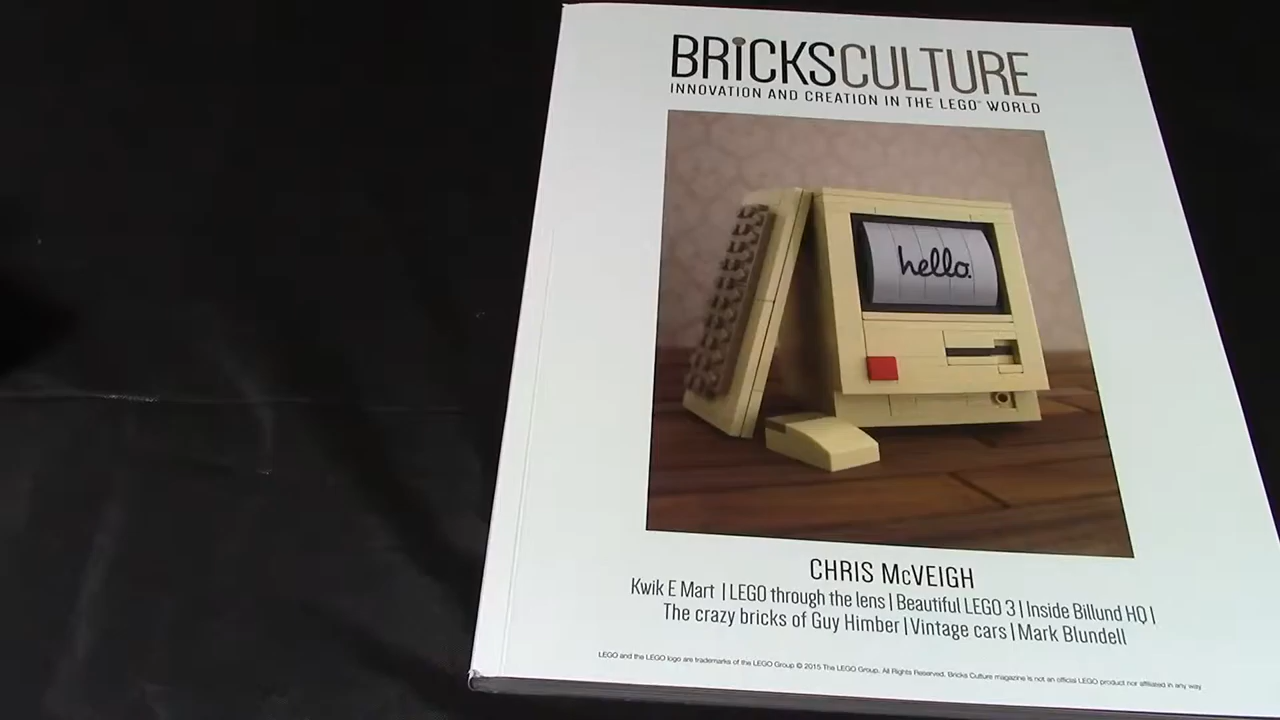 BRiCKSCULTURE
INNOVATION AND CREATION IN THE LEGO™ WORLD
hello.
CHRIS McVEIGH
Kwik E Mart | LEGO through the lens | Beautiful LEGO 3 | Inside Billund HQ |
The crazy bricks of Guy Himber | Vintage cars | Mark Blundell
LEGO and the LEGO logo are trademarks of the LEGO Group © 2015 The LEGO Group. All Rights Reserved. Bricks Culture magazine is not an official LEGO product nor affiliated in any way